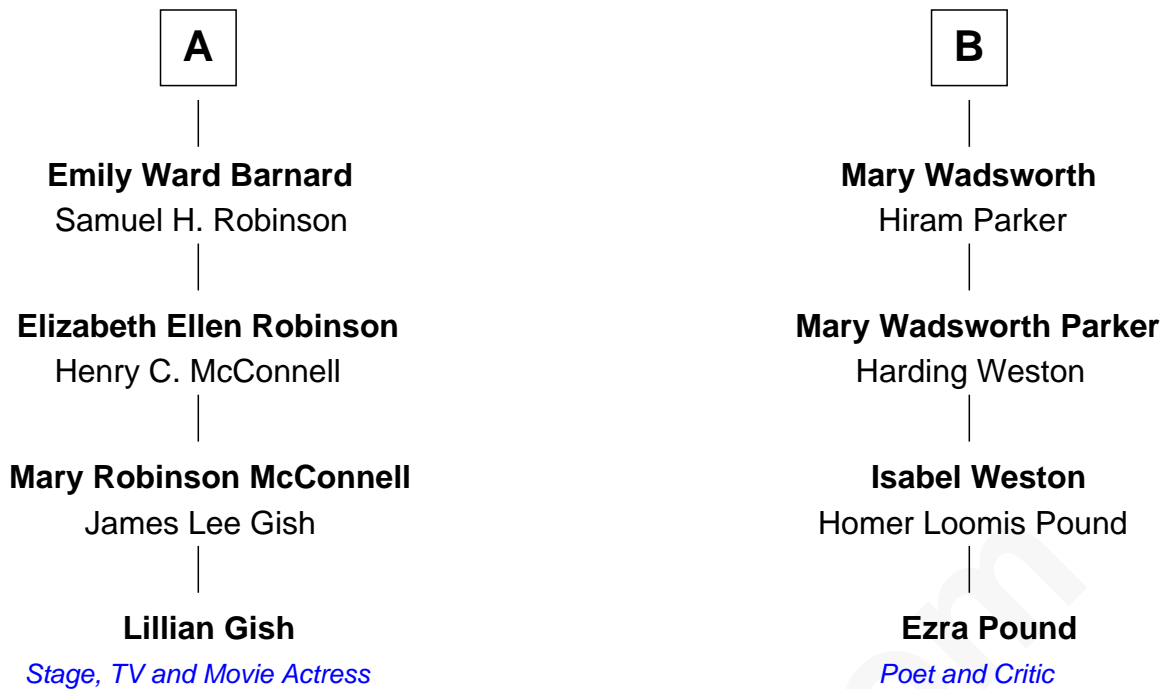 A
B
Emily Ward Barnard
Samuel H. Robinson
Mary Wadsworth
Hiram Parker
Elizabeth Ellen Robinson
Henry C. McConnell
Mary Wadsworth Parker
Harding Weston
Mary Robinson McConnell
James Lee Gish
Isabel Weston
Homer Loomis Pound
Lillian Gish
Stage, TV and Movie Actress
Ezra Pound
Poet and Critic
om